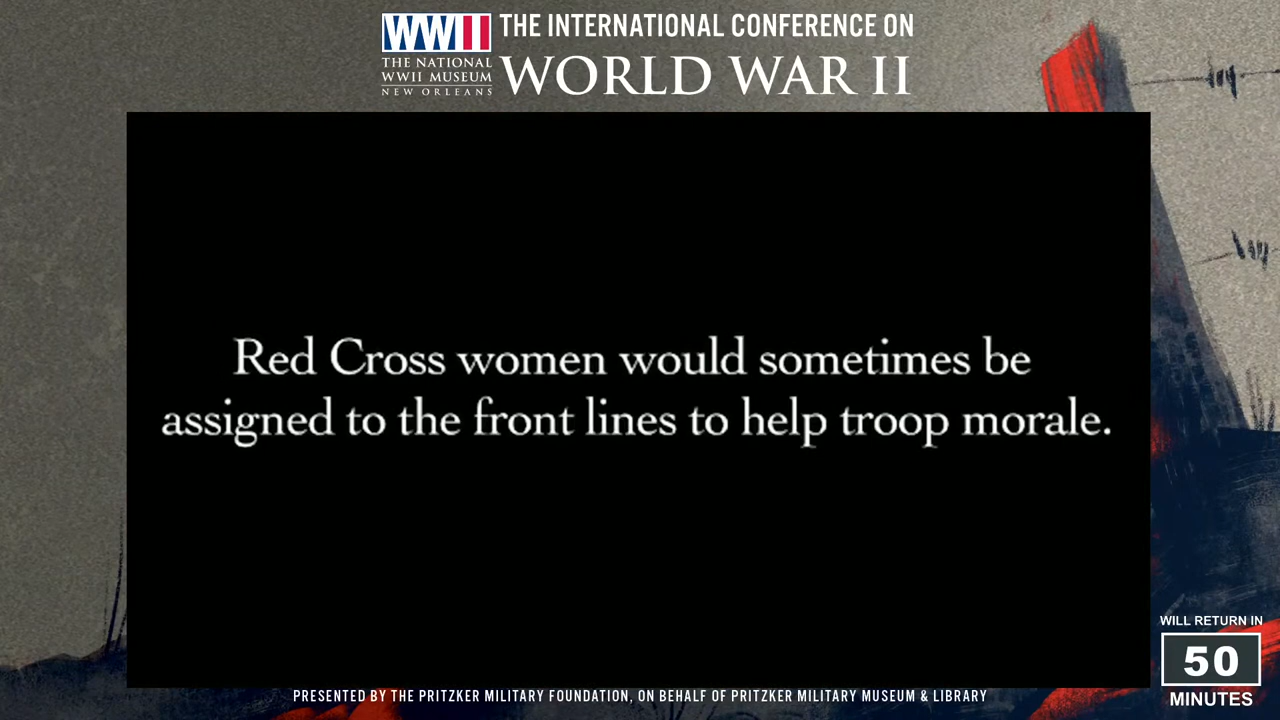 WWII
THE NATIONAL
WWII MUSEUM
NEW ORLEANS
THE INTERNATIONAL CONFERENCE ON
WORLD WAR II
Red Cross women would sometimes be
assigned to the front lines to help troop morale.
WILL RETURN IN
50
MINUTES
PRESENTED BY THE PRITZKER MILITARY FOUNDATION, ON BEHALF OF PRITZKER MILITARY MUSEUM & LIBRARY